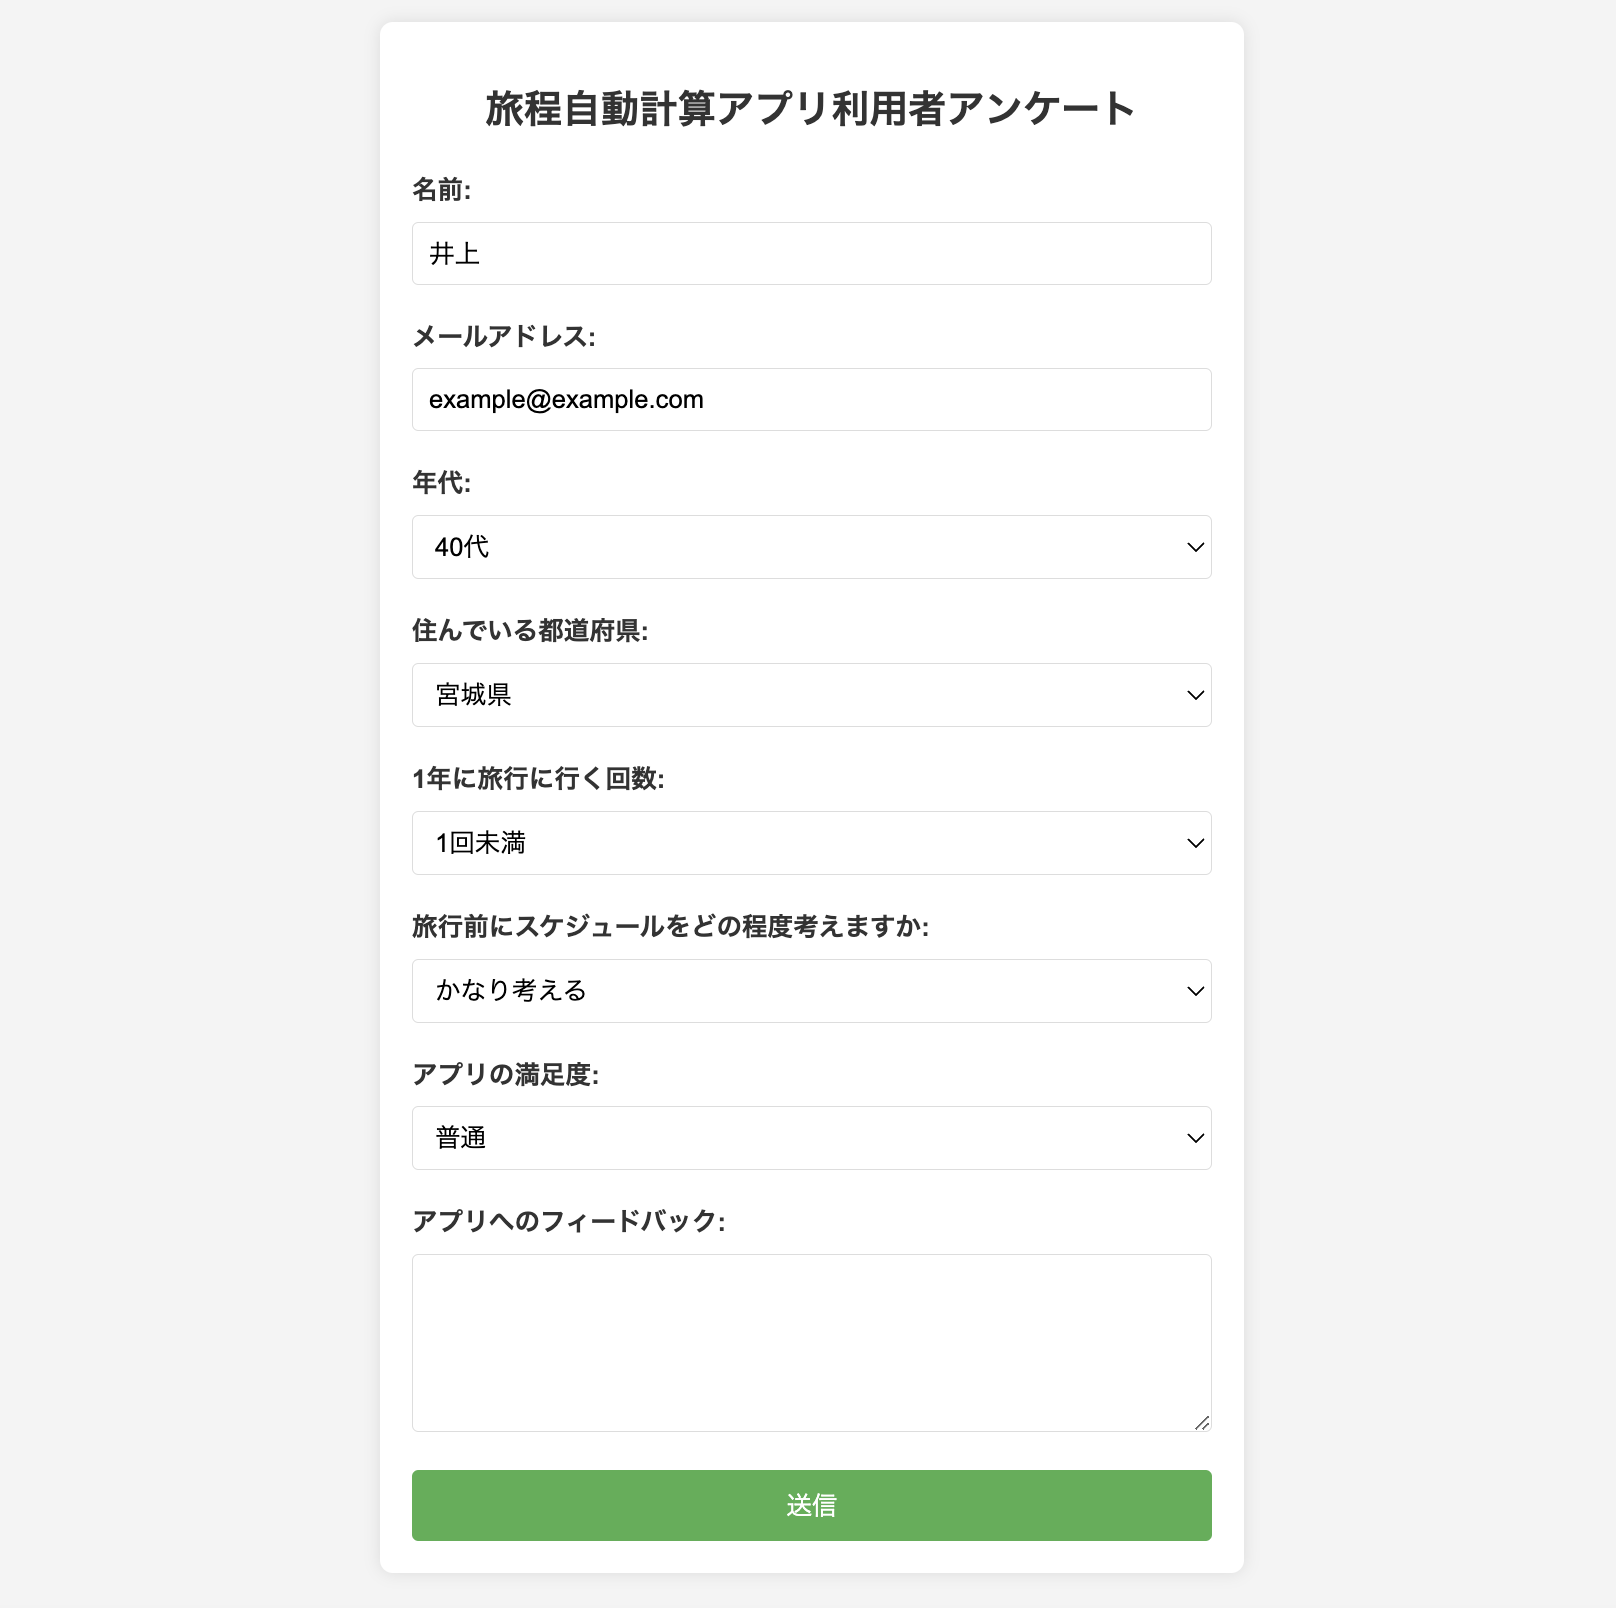 旅程自動計算アプリ利用者アンケート
名前:
井上
メールアドレス:
example@example.com
年代:
40代
住んでいる都道府県:
宮城県
1年に旅行に行く回数:
1回未満
旅行前にスケジュールをどの程度考えますか:
かなり考える
アプリの満足度:
普通
アプリへのフィードバック:
送信